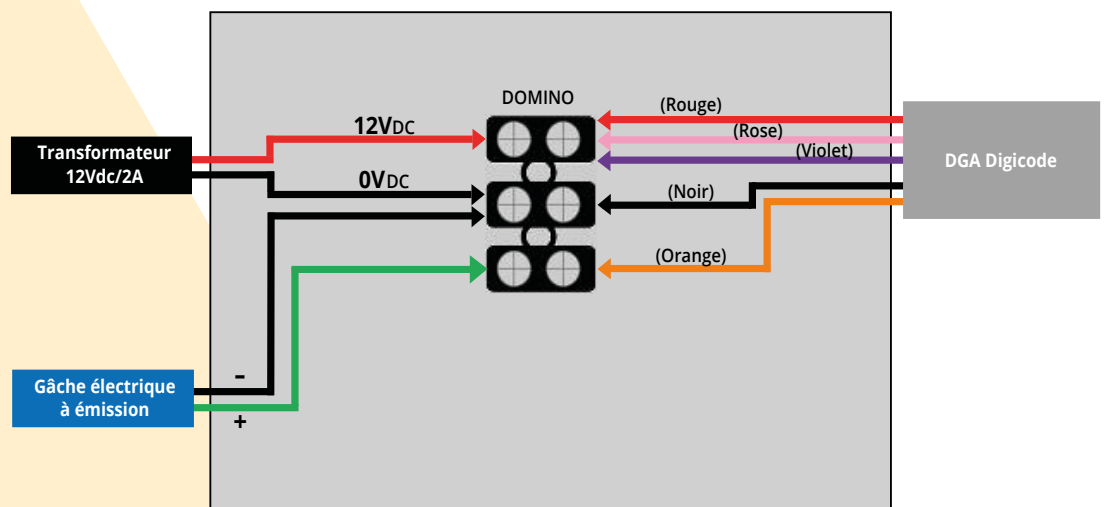 DOMINO
12VDC
(Rouge)
(Rose)
(Violet)
Transformateur
12Vdc/2A
DGA Digicode
0VDC
(Noir)
(Orange)
Gâche électrique
à émission
-
+